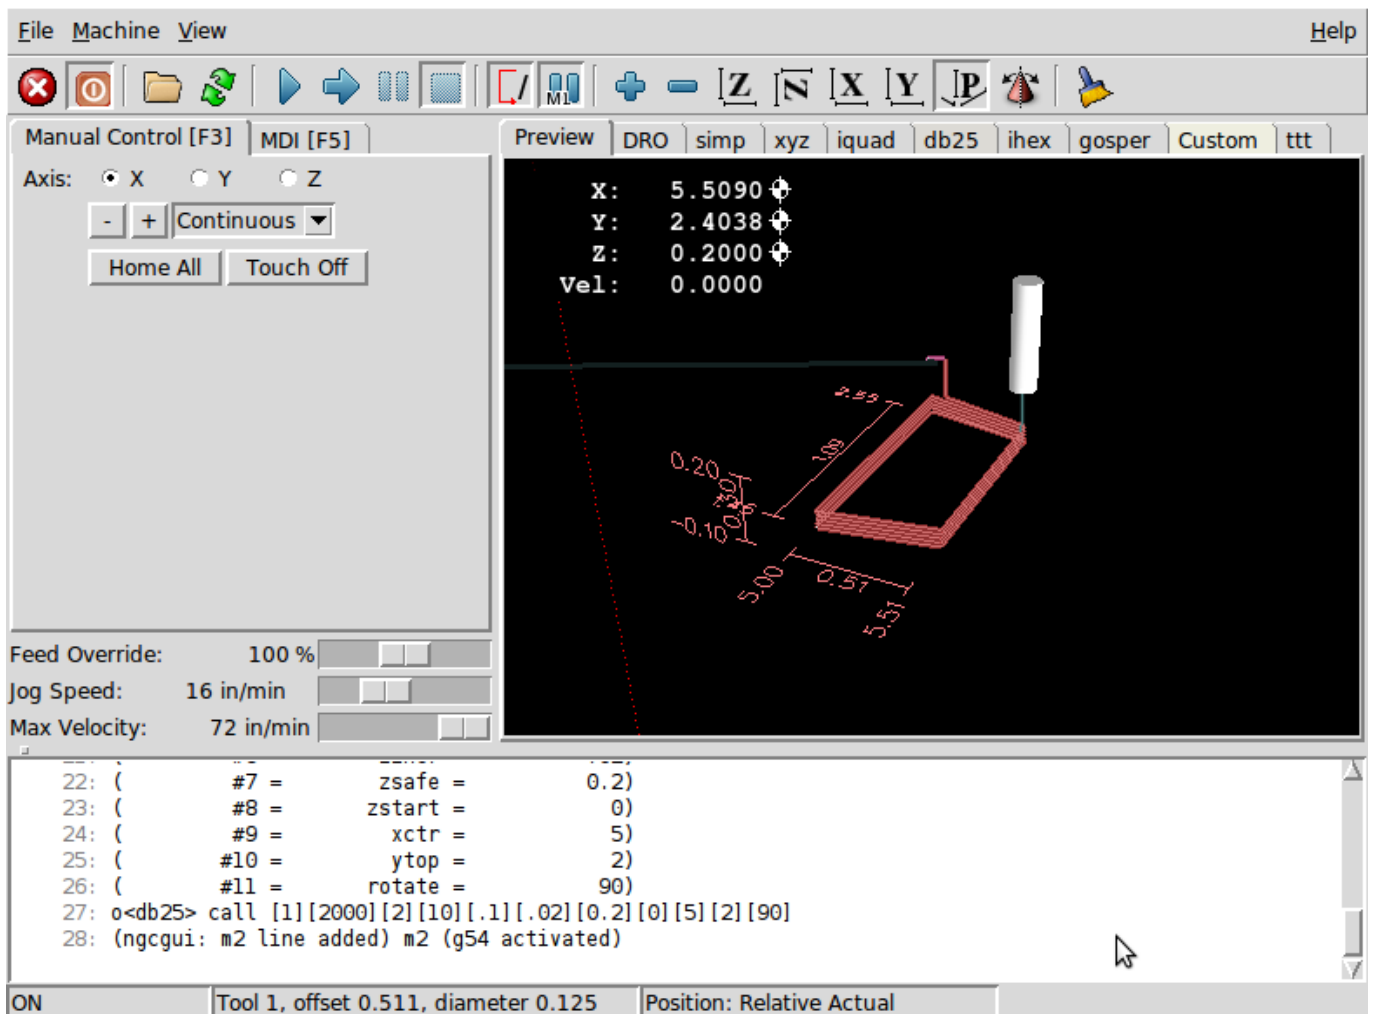 File Machine View Help
M1 Z N X Y P
Manual Control [F3] MDI [F5] Preview DRO simp xyz iquad db25 ihex gosper Custom ttt
Axis: X Y Z
- + Continuous
Home All Touch Off
X: 5.5090
Y: 2.4038
Z: 0.2000
Vel: 0.0000
2.59
0.20
-0.10
5.00
0.51
5.51
Feed Override: 100 %
Jog Speed: 16 in/min
Max Velocity: 72 in/min
22: ( #7 = zsafe = 0.2)
23: ( #8 = zstart = 0)
24: ( #9 = xctr = 5)
25: ( #10 = ytop = 2)
26: ( #11 = rotate = 90)
27: o<db25> call [1][2000][2][10][.1][.02][0.2][0][5][2][90]
28: (ngcgui: m2 line added) m2 (g54 activated)
ON Tool 1, offset 0.511, diameter 0.125 Position: Relative Actual